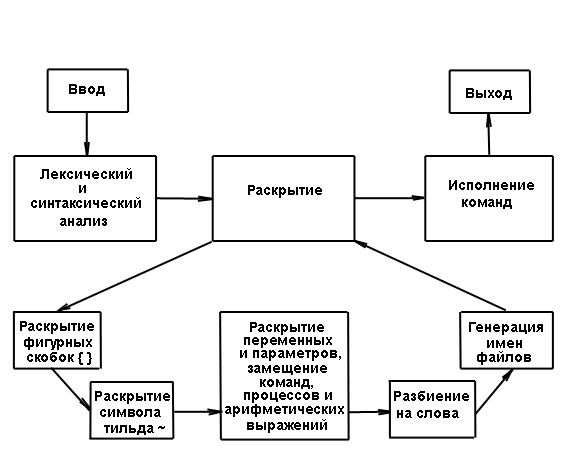 Ввод
Выход
Лексический
и
синтаксический
анализ
Раскрытие
Исполнение
команд
Раскрытие
фигурных
скобок { }
Раскрытие
символа
тильда ~
Раскрытие
переменных
и параметров,
замещение
команд,
процессов и
арифметических
выражений
Разбиение
на слова
Генерация
имен
файлов